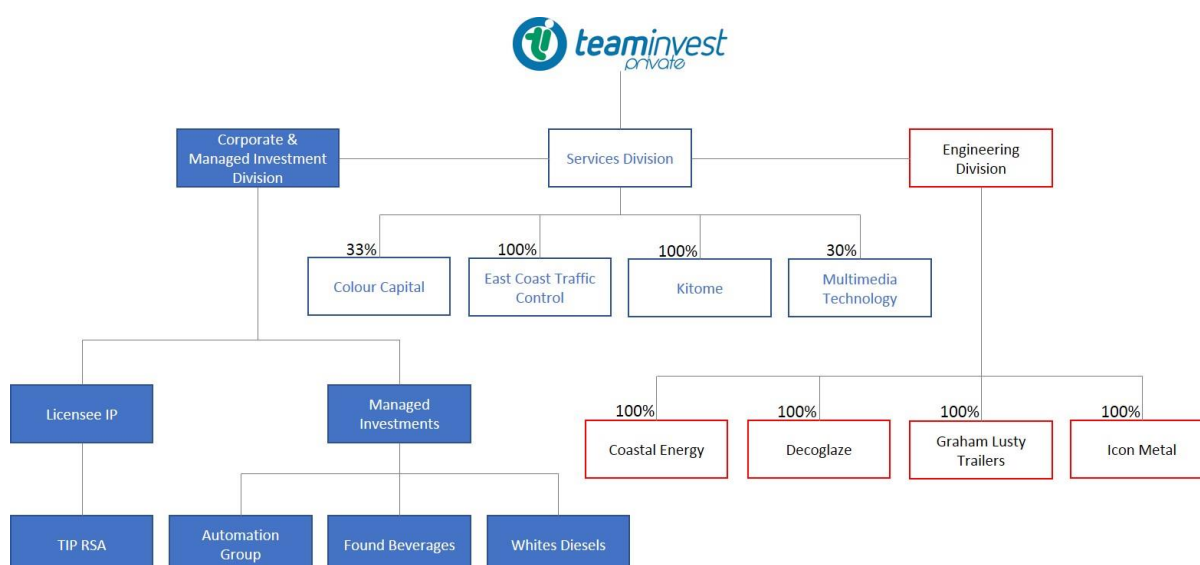 teaminvest
private
Corporate &
Managed Investment
Division
Services Division
Engineering
Division
33%
100%
100%
30%
Colour Capital
East Coast Traffic
Control
Kitome
Multimedia
Technology
Licensee IP
Managed
Investments
100%
100%
100%
100%
Coastal Energy
Decoglaze
Graham Lusty
Trailers
Icon Metal
TIP RSA
Automation
Group
Found Beverages
Whites Diesels